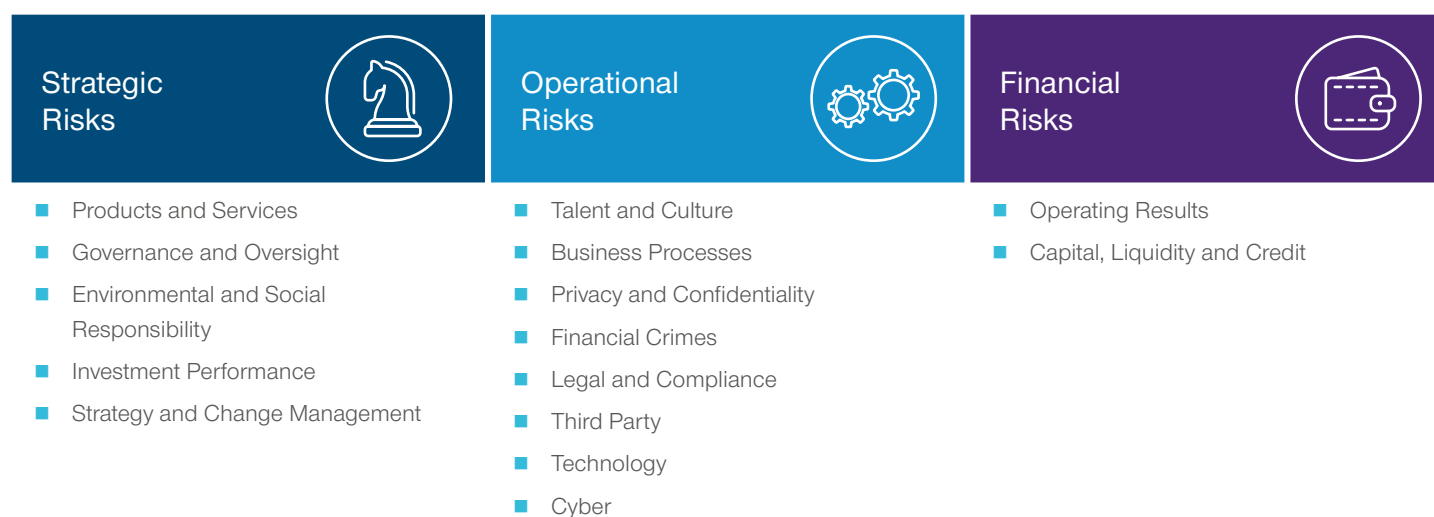 Strategic
Risks
Products and Services
Governance and Oversight
Environmental and Social
Responsibility
Investment Performance
Strategy and Change Management
Operational
Risks
Talent and Culture
Business Processes
Privacy and Confidentiality
Financial Crimes
Legal and Compliance
Third Party
Technology
Cyber
Financial
Risks
Operating Results
Capital, Liquidity and Credit